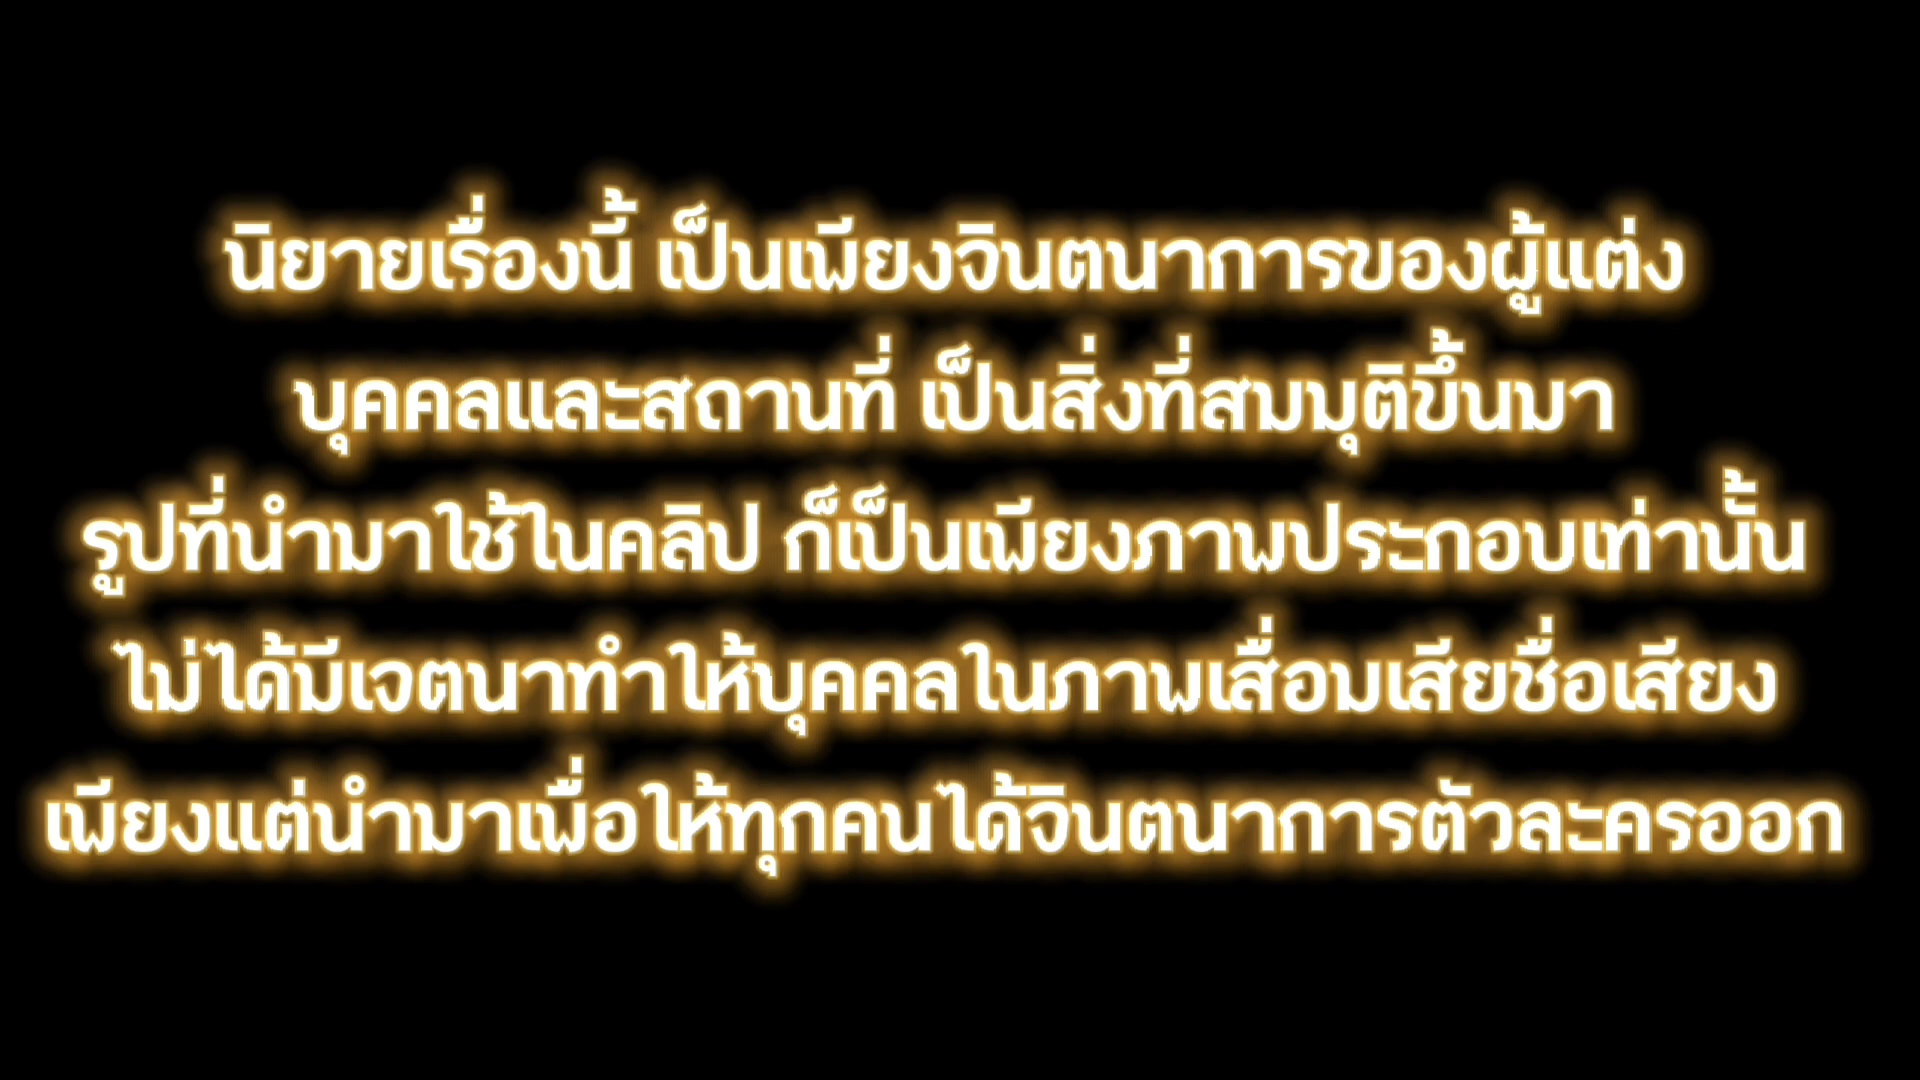 นิยายเรื่องนี้ เป็นเพียงจินตนาการของผู้แต่ง
บุคคลและสถานที่ เป็นสิ่งที่สมมุติขึ้นมา
รูปที่นำมาใช้ในคลิป ก็เป็นเพียงภาพประกอบเท่านั้น
ไม่ได้มีเจตนาทำให้บุคคลในภาพเสื่อมเสียชื่อเสียง
เพียงแต่นำมาเพื่อให้ทุกคนได้จินตนาการตัวละครออก